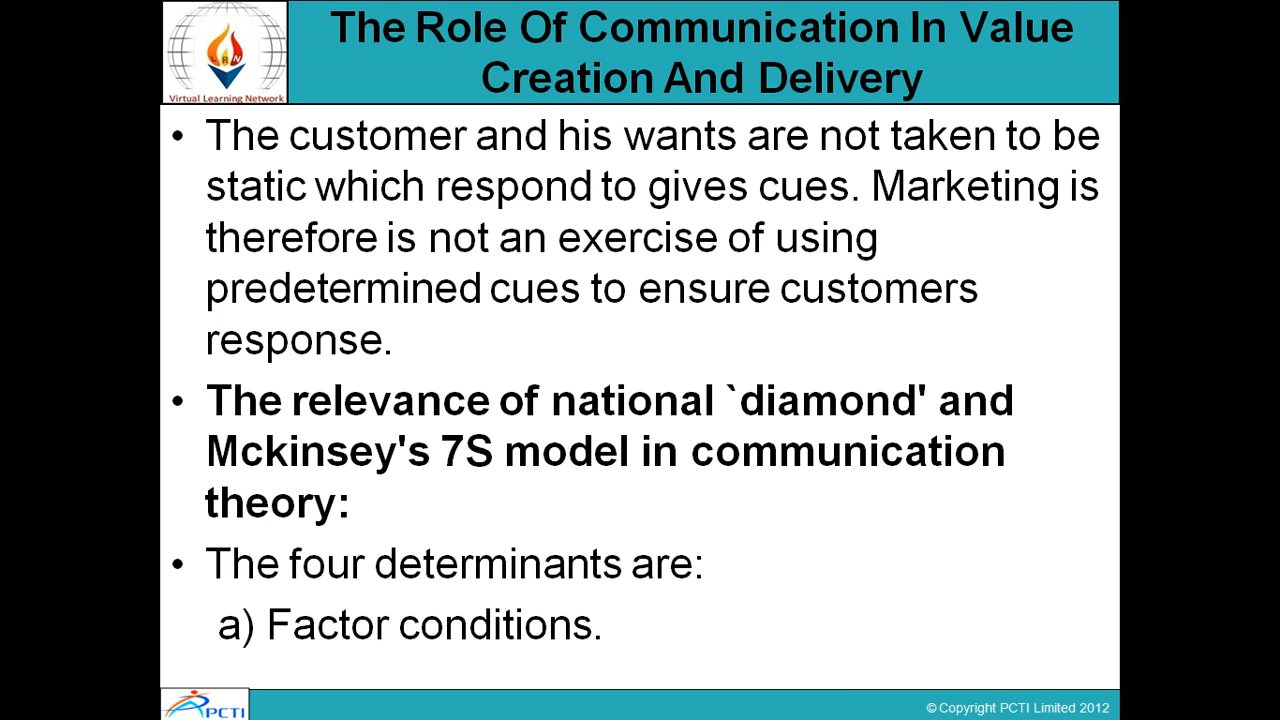 The Role Of Communication In Value
Creation And Delivery
VRN
Virtual Learning Network
• The customer and his wants are not taken to be
static which respond to gives cues. Marketing is
therefore is not an exercise of using
predetermined cues to ensure customers
response.
• The relevance of national `diamond' and
Mckinsey's 7S model in communication
theory:
• The four determinants are:
a) Factor conditions.
PCTI
© Copyright PCTI Limited 2012